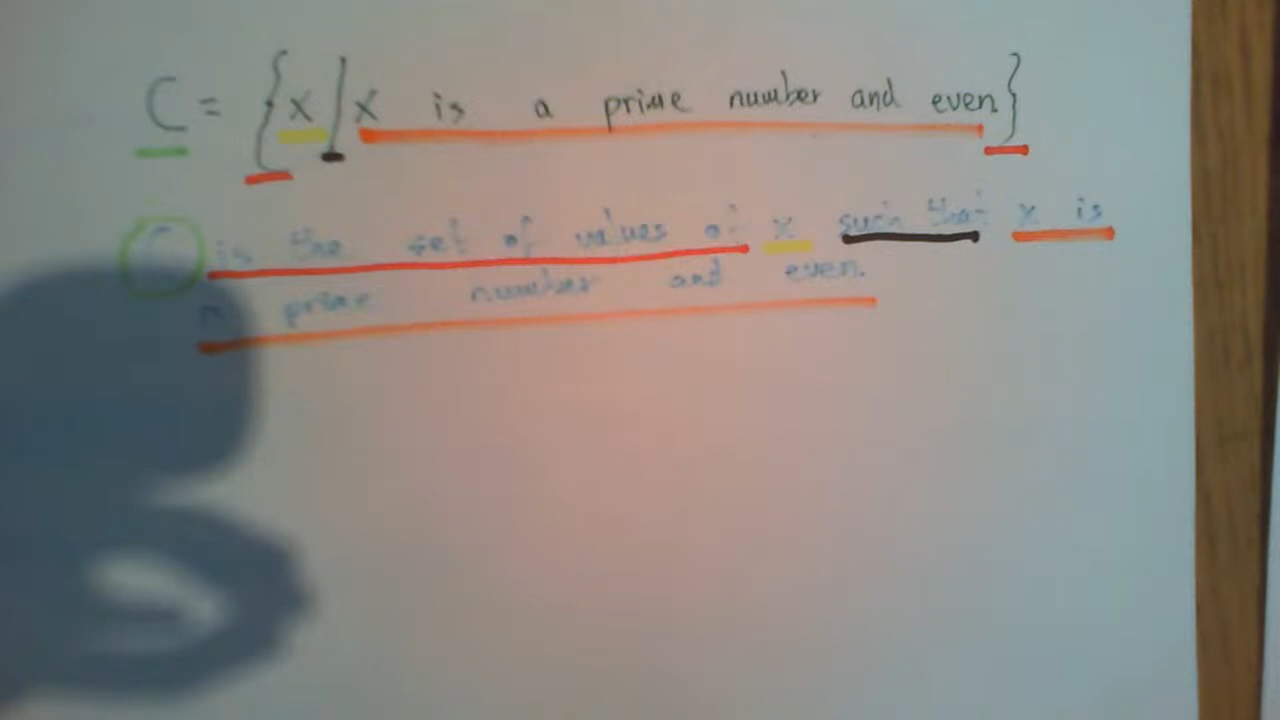 C = {x | x is a prime number and even}
C is the set of values of x such that x is
a prime number and even.